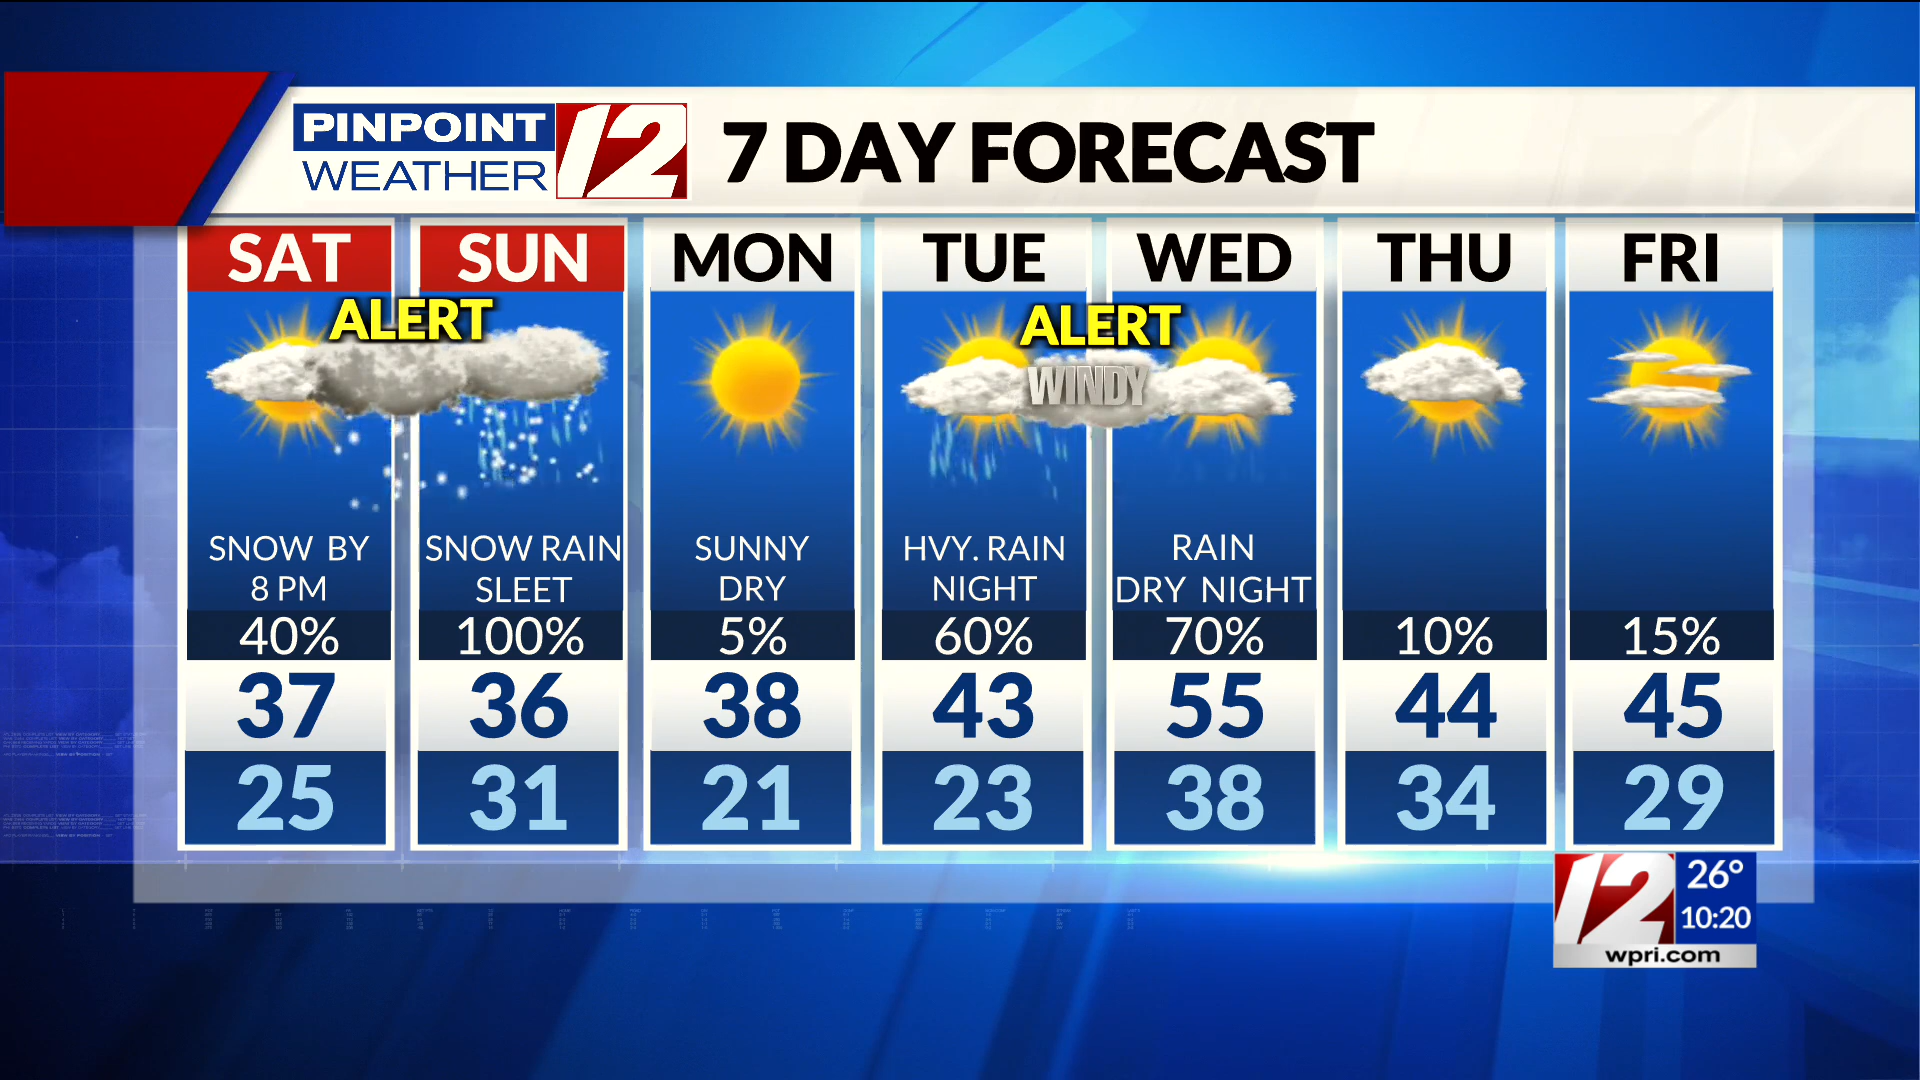 PINPOINT
WEATHER 12
7 DAY FORECAST
SAT SUN MON TUE WED THU FRI
ALERT ALERT
WINDY
SNOW BY
8 PM
SNOW RAIN
SLEET
SUNNY
DRY
HVY. RAIN
NIGHT
RAIN
DRY NIGHT
40% 100% 5% 60% 70% 10% 15%
37 36 38 43 55 44 45
25 31 21 23 38 34 29
12
26°
10:20
wpri.com